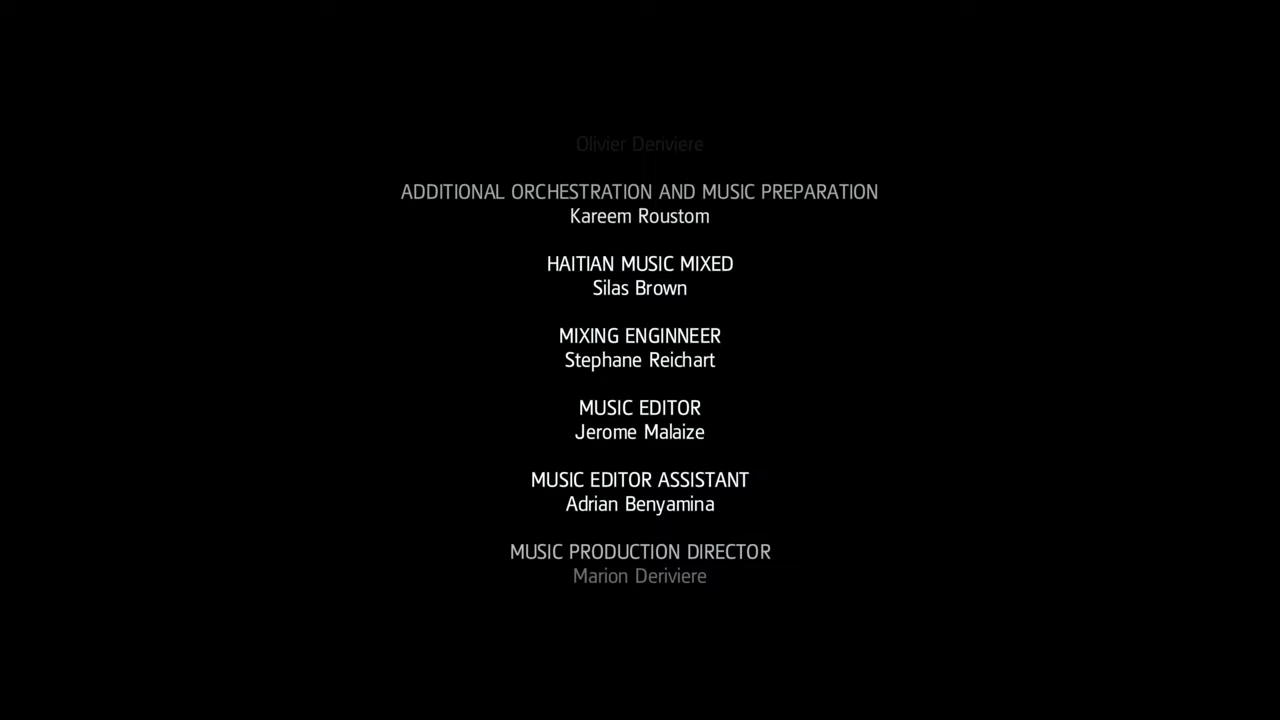 Olivier Deriviere
ADDITIONAL ORCHESTRATION AND MUSIC PREPARATION
Kareem Roustom
HAITIAN MUSIC MIXED
Silas Brown
MIXING ENGINNEER
Stephane Reichart
MUSIC EDITOR
Jerome Malaize
MUSIC EDITOR ASSISTANT
Adrian Benyamina
MUSIC PRODUCTION DIRECTOR
Marion Deriviere